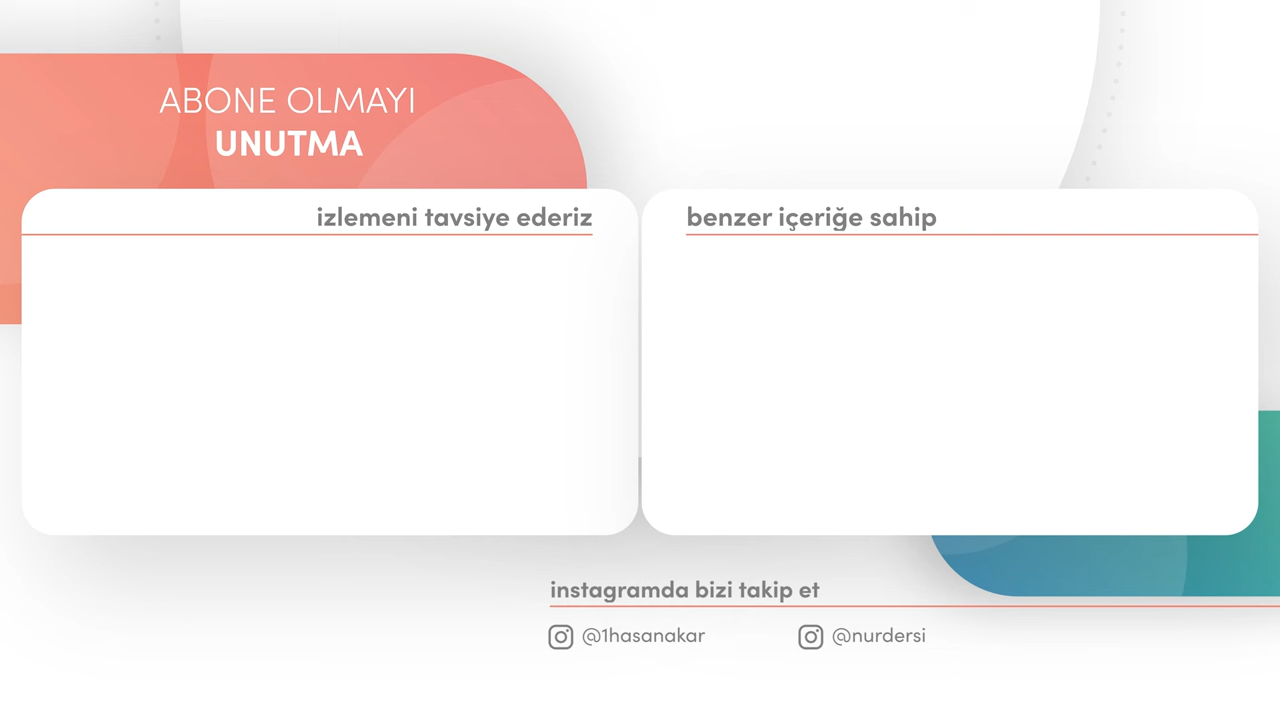 ABONE OLMAYI
UNUTMA
izlemeni tavsiye ederiz
benzer içeriğe sahip
instagramda bizi takip et
@1hasanakar
@nurdersi